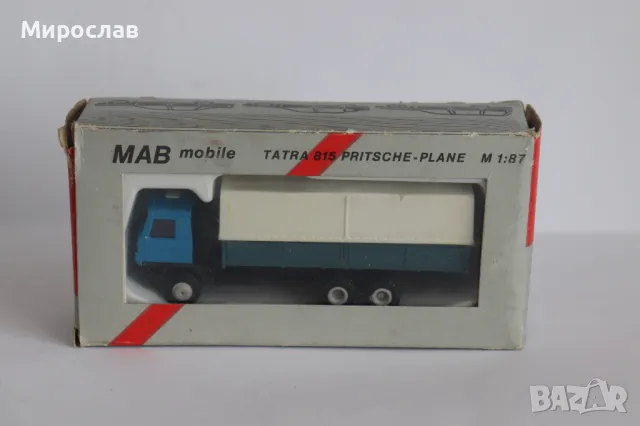 Мирослав
MAB mobile TATRA 815 PRITSCHE-PLANE M 1:87
BAZAR